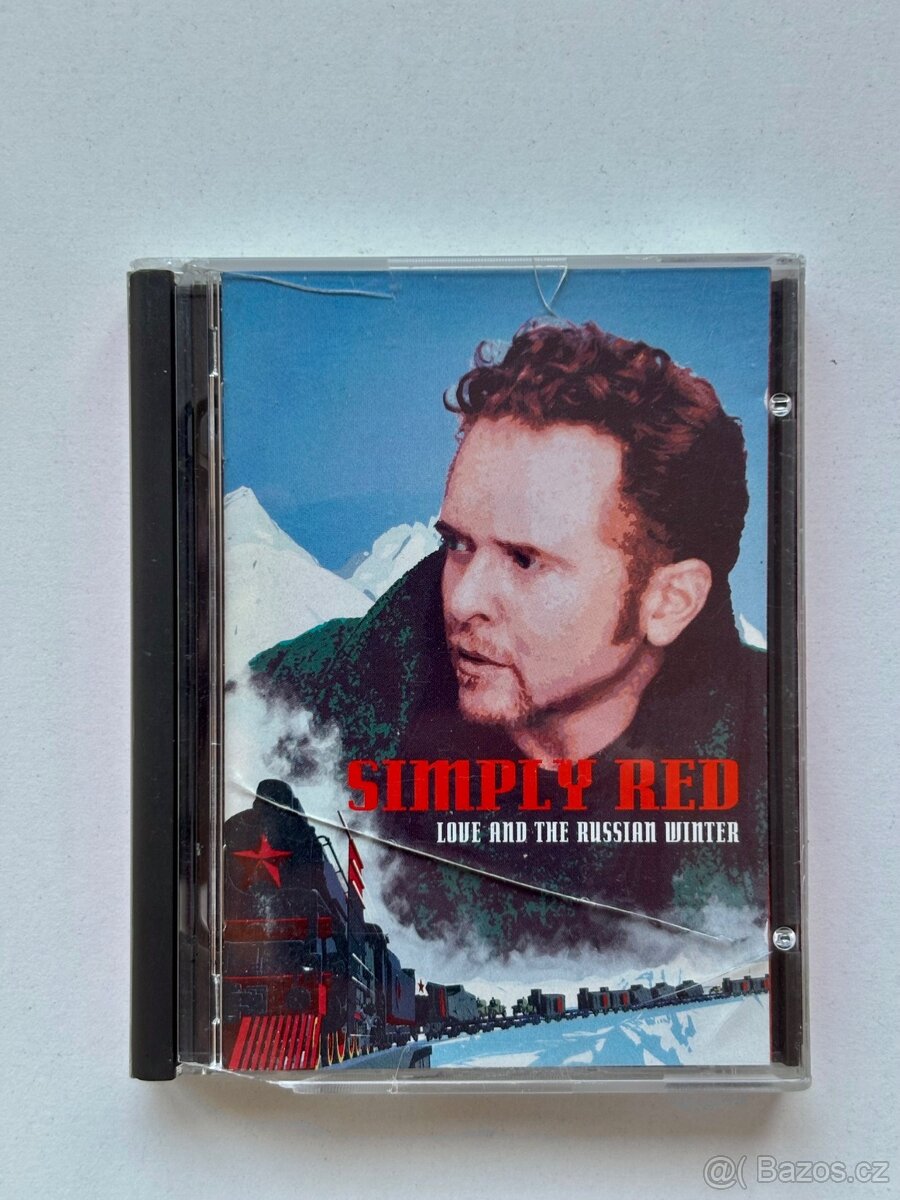 SIMPLY RED
LOVE AND THE RUSSIAN WINTER
@( Bazos.cz